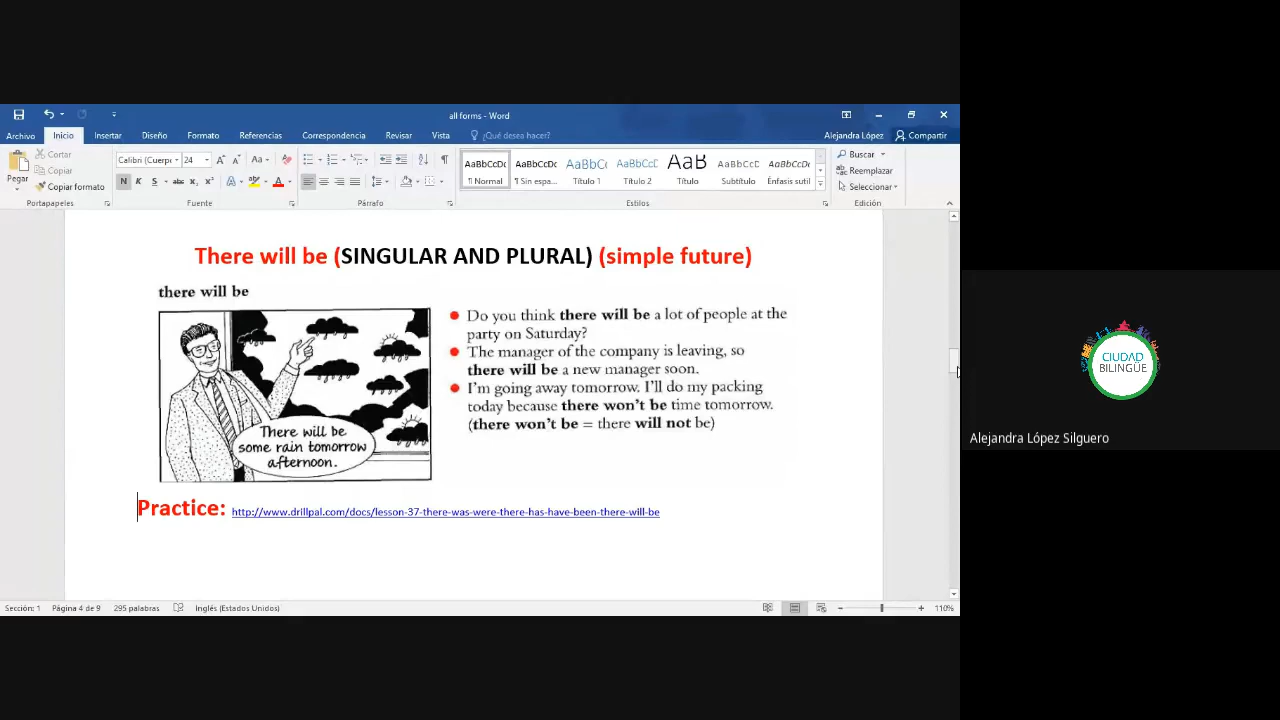 all forms - Word
Archivo Inicio Insertar Diseño Formato Referencias Correspondencia Revisar Vista ¿Qué desea hacer? Alejandra López Compartir
Pegar
Cortar
Copiar
Copiar formato
Portapapeles
Calibri (Cuerp 24
N K S abc x₂ x² A
Fuente
Párrafo
AaBbCcDc AaBbCcDc AaBbCc AaBbCcD AaB AaBbCcD AaBbCcDc
¶ Normal ¶ Sin espa... Título 1 Título 2 Título Subtítulo Énfasis sutil
Estilos
Buscar
Reemplazar
Seleccionar
Edición
There will be (SINGULAR AND PLURAL) (simple future)
there will be
There will be
some rain tomorrow
afternoon.
Do you think there will be a lot of people at the
party on Saturday?
The manager of the company is leaving, so
there will be a new manager soon.
I'm going away tomorrow. I'll do my packing
today because there won't be time tomorrow.
(there won't be = there will not be)
Practice: http://www.drillpal.com/docs/lesson-37-there-was-were-there-has-have-been-there-will-be
Sección: 1 Página 4 de 9 295 palabras Inglés (Estados Unidos) 110%
CIUDAD
BILINGÜE
Alejandra López Silguero